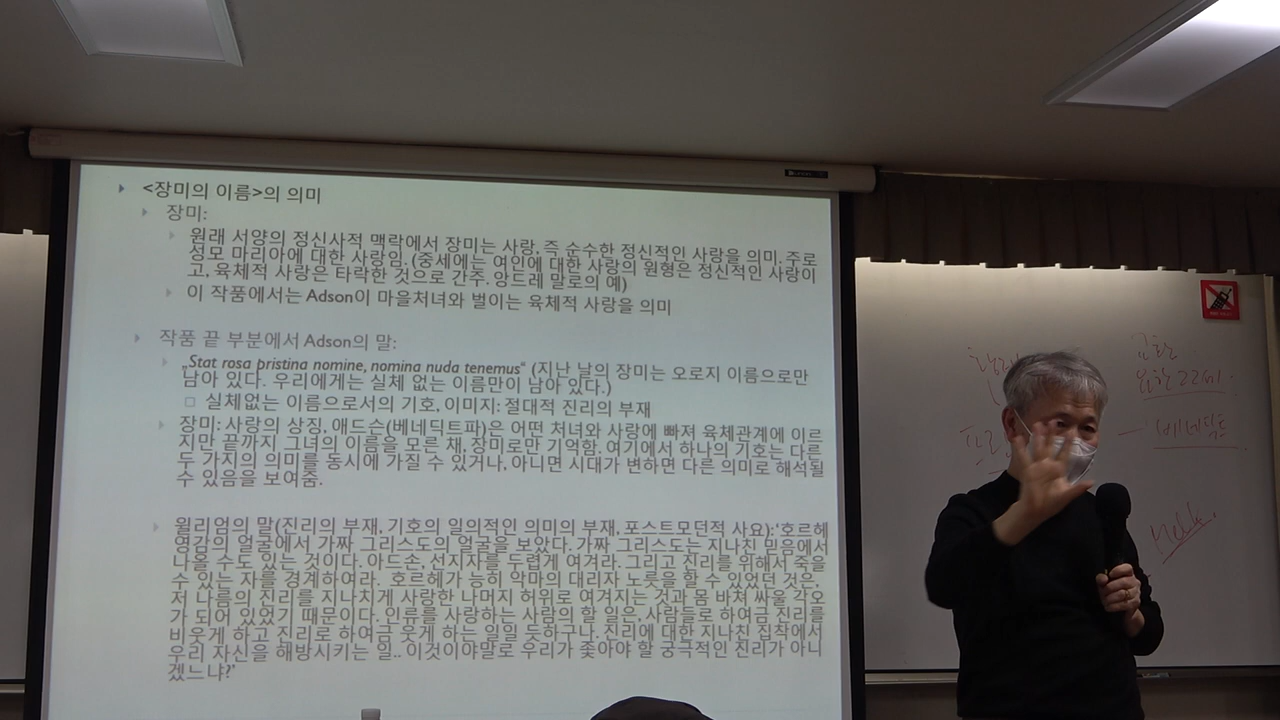 <장미의 이름>의 의미
장미:
원래 서양의 정신사적 맥락에서 장미는 사랑, 즉 순수한 정신적인 사랑을 의미. 주로
성모 마리아에 대한 사랑임. (중세에는 여인에 대한 사랑의 원형은 정신적인 사랑이
고, 육체적 사랑은 타락한 것으로 간주. 앙드레 말로의 예)
이 작품에서는 Adson이 마을처녀와 벌이는 육체적 사랑을 의미
작품 끝 부분에서 Adson의 말:
„Stat rosa pristina nomine, nomina nuda tenemus“ (지난 날의 장미는 오로지 이름으로만
남아 있다. 우리에게는 실체 없는 이름만이 남아 있다.)
실체없는 이름으로서의 기호, 이미지: 절대적 진리의 부재
장미: 사랑의 상징, 애드슨(베네딕트파)은 어떤 처녀와 사랑에 빠져 육체관계에 이르
지만 끝까지 그녀의 이름을 모른 채, 장미로만 기억함. 여기에서 하나의 기호는 다른
두 가지의 의미를 동시에 가질 수 있거나, 아니면 시대가 변하면 다른 의미로 해석될
수 있음을 보여줌.
윌리엄의 말(진리의 부재, 기호의 일의적인 의미의 부재, 포스트모던적 사요):‘호르헤
영감의 얼굴에서 가짜 그리스도의 얼굴을 보았다. 가짜 그리스도는 지나친 믿음에서
나올 수도 있는 것이다. 아드손, 선지자를 두렵게 여겨라. 그리고 진리를 위해서 죽을
수 있는 자를 경계하여라. 호르헤가 능히 악마의 대리자 노릇을 할 수 있었던 것은,
저 나름의 진리를 지나치게 사랑한 나머지 허위로 여겨지는 것과 몸 바쳐 싸울 각오
가 되어 있었기 때문이다. 인류를 사랑하는 사람의 할 일은, 사람들로 하여금 진리를
비웃게 하고 진리로 하여금 웃게 하는 일일 듯하구나. 진리에 대한 지나친 집착에서
우리 자신을 해방시키는 일.. 이것이야말로 우리가 좇아야 할 궁극적인 진리가 아니
겠느냐?’
요한22세
베네딕트